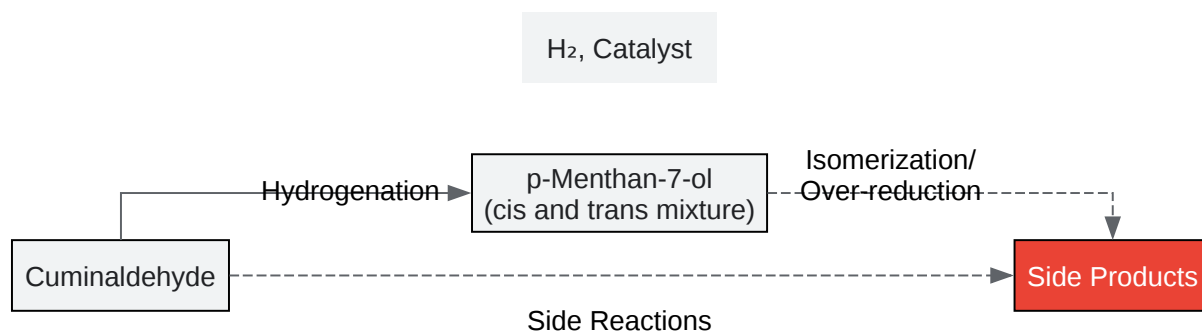 H₂, Catalyst
Hydrogenation
p-Menthan-7-ol
(cis and trans mixture)
Isomerization/
Over-reduction
Cuminaldehyde
Side Products
Side Reactions